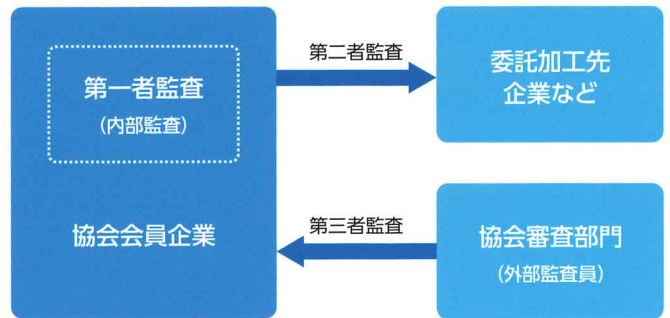 第一者監査
(内部監査)
協会会員企業
第二者監査
委託加工先
企業など
第三者監査
協会審査部門
(外部監査員)